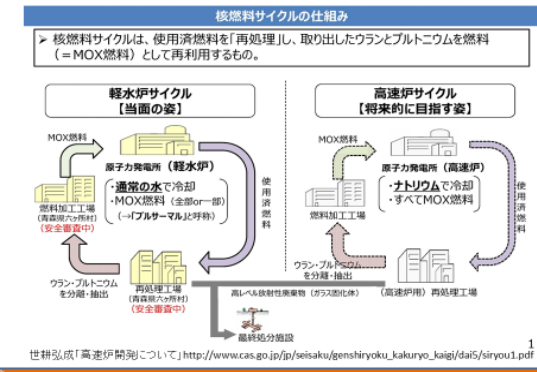 核燃料サイクルの仕組み
➢ 核燃料サイクルは、使用済燃料を「再処理」し、取り出したウランとプルトニウムを燃料
（＝MOX燃料）として再利用するもの。
軽水炉サイクル
【当面の姿】
MOX燃料
原子力発電所（軽水炉）
・通常の水で冷却
・MOX燃料（全部or一部）
（→「プルサーマル」と呼称）
使用済燃料
燃料加工工場
（青森県六ヶ所村）
（安全審査中）
ウラン・プルトニウム
を分離・抽出
再処理工場
（青森県六ヶ所村）
（安全審査中）
高速炉サイクル
【将来的に目指す姿】
MOX燃料
原子力発電所（高速炉）
・ナトリウムで冷却
・すべてMOX燃料
使用済燃料
燃料加工工場
ウラン・プルトニウム
を分離・抽出
（高速炉用）再処理工場
高レベル放射性廃棄物（ガラス固化体）
最終処分施設
1
世耕弘成「高速炉開発について」http://www.cas.go.jp/jp/seisaku/genshiryoku_kakuryo_kaigi/dai5/siryou1.pdf